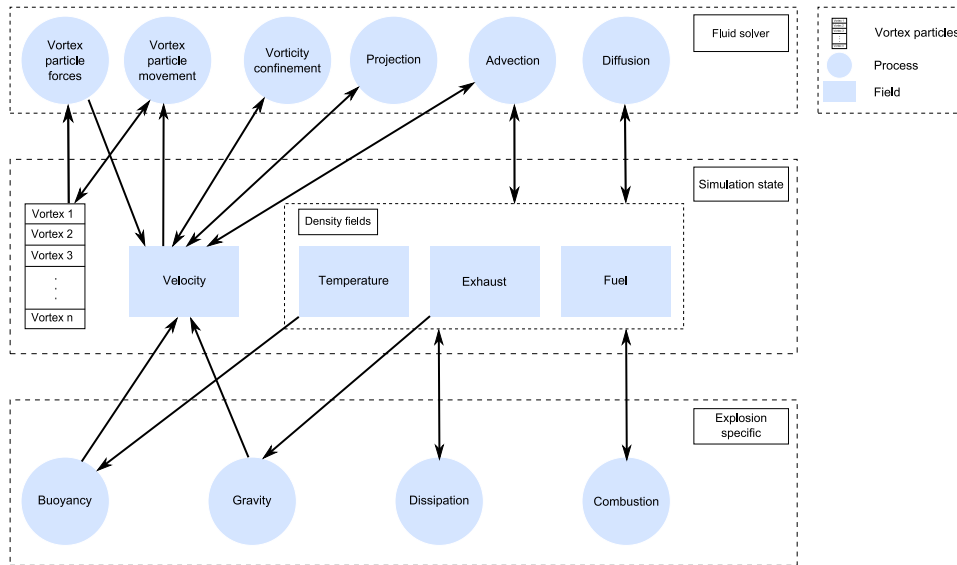 Vortex
particle
forces
Vortex
particle
movement
Vorticity
confinement
Projection
Advection
Diffusion
Fluid solver
Vortex particles
Process
Field
Simulation state
Vortex 1
Vortex 2
Vortex 3
.
.
.
Vortex n
Velocity
Density fields
Temperature
Exhaust
Fuel
Explosion
specific
Buoyancy
Gravity
Dissipation
Combustion